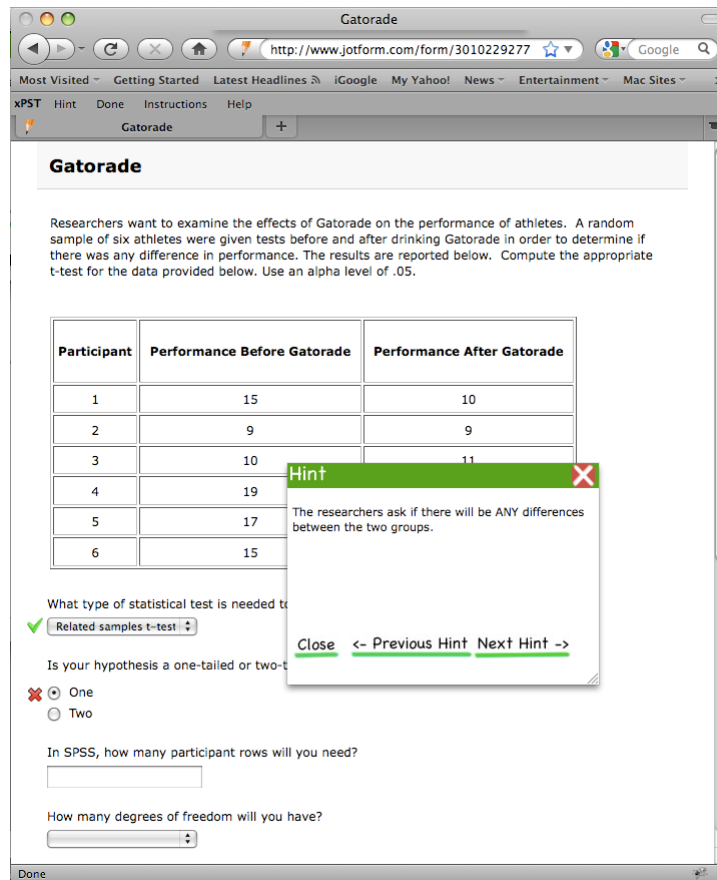 Gatorade
http://www.jotform.com/form/3010229277
Google
Most Visited Getting Started Latest Headlines iGoogle My Yahoo! News Entertainment Mac Sites
xPST Hint Done Instructions Help
Gatorade +
Gatorade
Researchers want to examine the effects of Gatorade on the performance of athletes. A random
sample of six athletes were given tests before and after drinking Gatorade in order to determine if
there was any difference in performance. The results are reported below. Compute the appropriate
t-test for the data provided below. Use an alpha level of .05.
Participant Performance Before Gatorade Performance After Gatorade
1 15 10
2 9 9
3 10 11
4 19
5 17
6 15
Hint
The researchers ask if there will be ANY differences
between the two groups.
Close <- Previous Hint Next Hint ->
What type of statistical test is needed
Related samples t-test
Is your hypothesis a one-tailed or two-t
One
Two
In SPSS, how many participant rows will you need?
How many degrees of freedom will you have?
Done